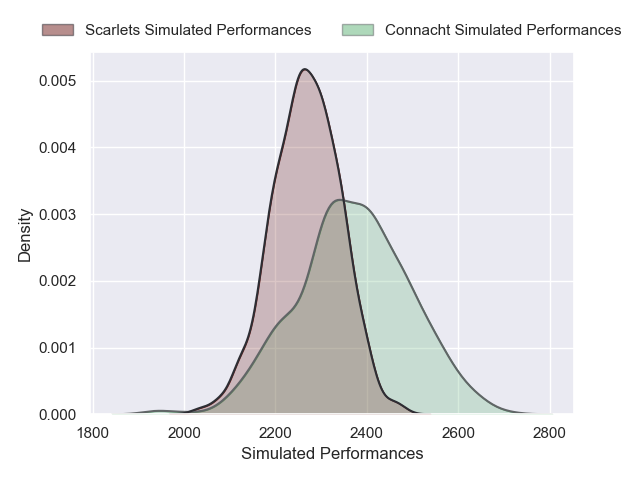 Scarlets Simulated Performances Connacht Simulated Performances
0.005
0.004
0.003
0.002
0.001
0.000
Density
1800 2000 2200 2400 2600 2800
Simulated Performances